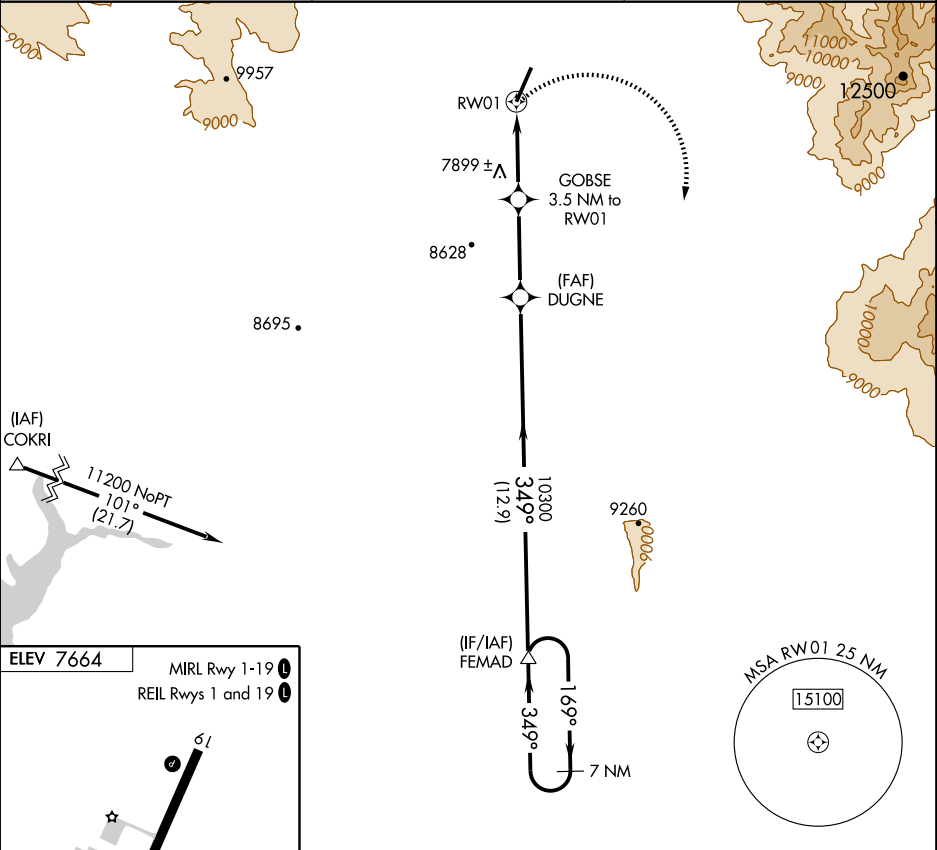 9000
9957
9000
11000
10000
9000
12500
9000
RW01
7899 ±
GOBSE
3.5 NM to
RW01
8628
(FAF)
DUGNE
8695
10000
9000
(IAF)
COKRI
11200 NoPT
101°
(21.7)
10300
349°
(12.9)
9260
9000
(IF/IAF)
FEMAD
349°
169°
7 NM
MSA RW01 25 NM
15100
ELEV 7664
MIRL Rwy 1-19 L
REIL Rwys 1 and 19 L
19
P